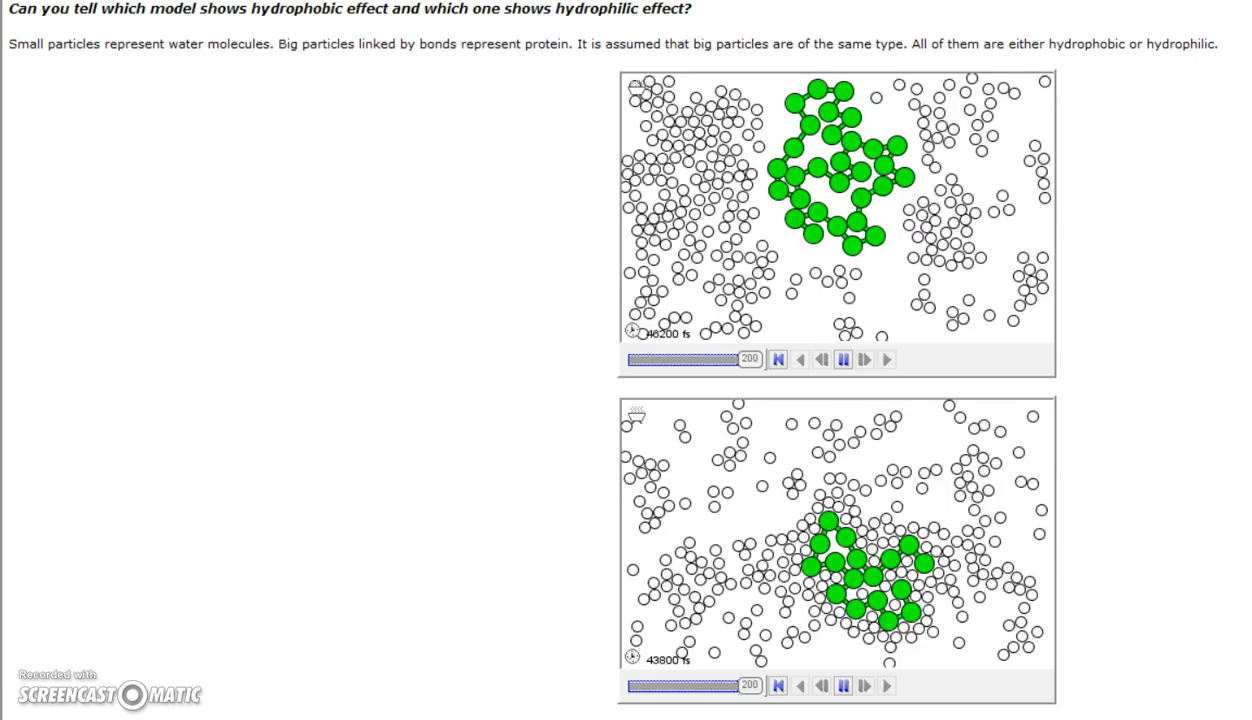 Can you tell which model shows hydrophobic effect and which one shows hydrophilic effect?
Small particles represent water molecules. Big particles linked by bonds represent protein. It is assumed that big particles are of the same type. All of them are either hydrophobic or hydrophilic.
46200 fs
200
43800 fs
200
Recorded with
SCREENCAST MATIC